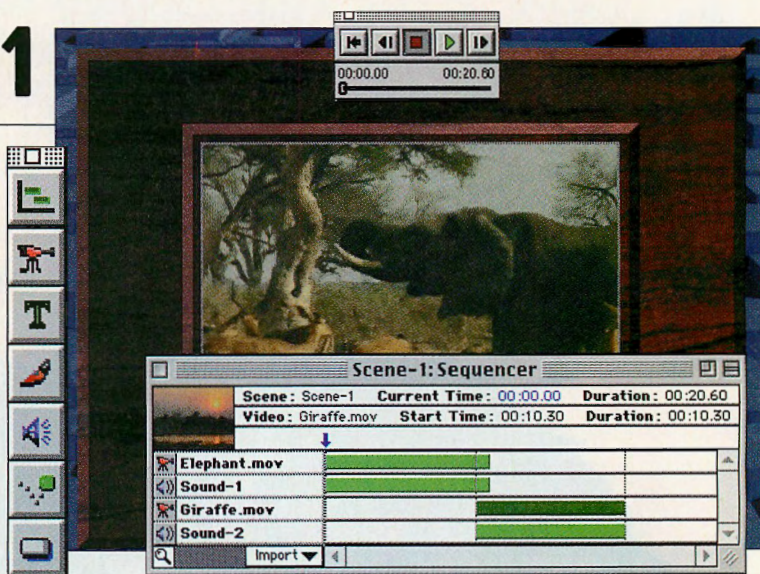 1
00:00.00 00:20.60
T
Scene-1:Sequencer
Scene: Scene-1 Current Time: 00:00.00 Duration: 00:20.60
Video: Giraffe.mov Start Time: 00:10.30 Duration: 00:10.30
Elephant.mov
Sound-1
Giraffe.mov
Sound-2
Import